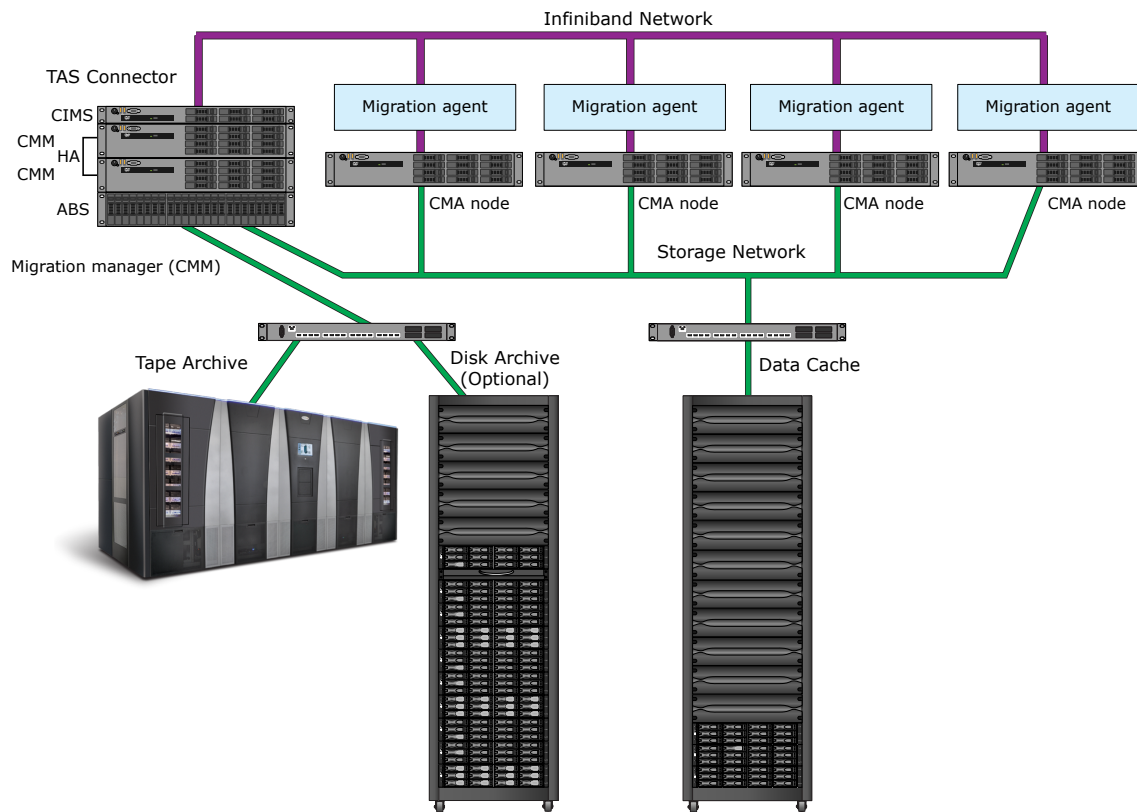 Infiniband Network
TAS Connector
CIMS
CMM
HA
CMM
ABS
Migration agent
Migration agent
Migration agent
Migration agent
CMA node
CMA node
CMA node
CMA node
Storage Network
Migration manager (CMM)
Tape Archive
Disk Archive
(Optional)
Data Cache